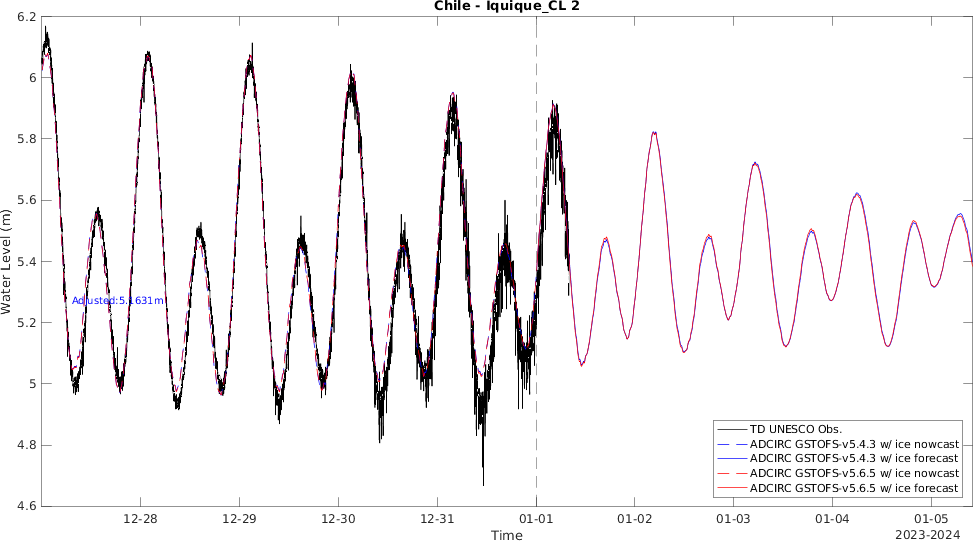 Chile - Iquique_CL 2
Water Level (m)
6.2
6
5.8
5.6
5.4
5.2
5
4.8
4.6
Adjusted:5.1631m
TD UNESCO Obs.
ADCIRC GSTOFS-v5.4.3 w/ ice nowcast
ADCIRC GSTOFS-v5.4.3 w/ ice forecast
ADCIRC GSTOFS-v5.6.5 w/ ice nowcast
ADCIRC GSTOFS-v5.6.5 w/ ice forecast
12-28 12-29 12-30 12-31 01-01 01-02 01-03 01-04 01-05
Time
2023-2024